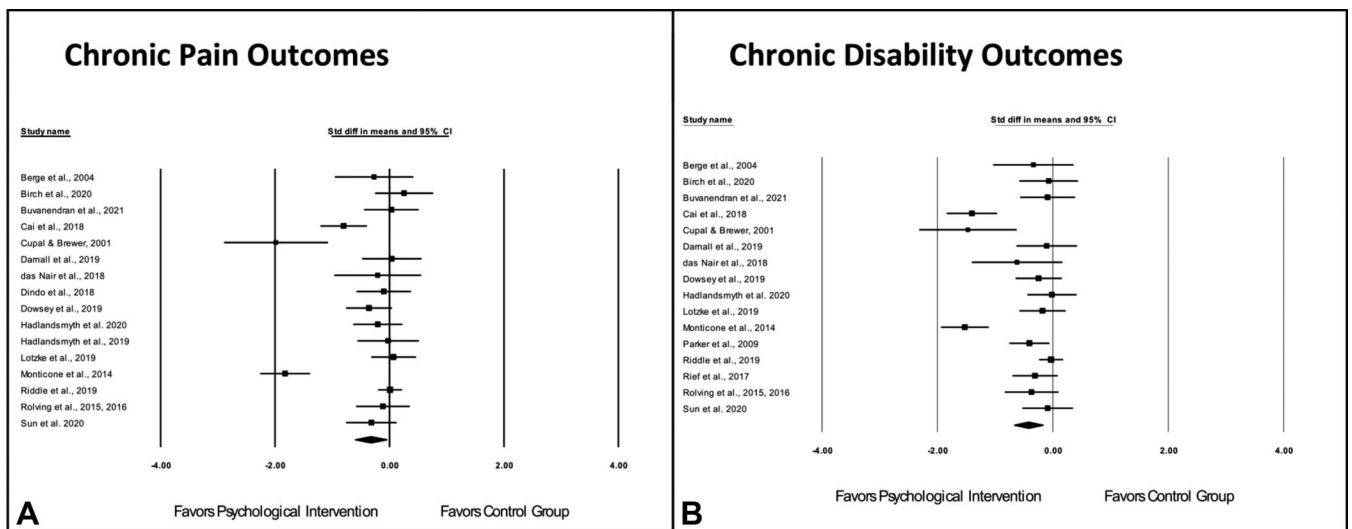 Chronic Pain Outcomes
Study name
Std diff in means and 95% CI
Berge et al., 2004
Birch et al., 2020
Buvanendran et al., 2021
Cai et al., 2018
Cupal & Brewer, 2001
Darnall et al., 2019
das Nair et al., 2018
Dindo et al., 2018
Dowsey et al., 2019
Hadlandsmyth et al. 2020
Hadlandsmyth et al., 2019
Lotzke et al., 2019
Monticone et al., 2014
Riddle et al., 2019
Rolving et al., 2015, 2016
Sun et al. 2020
-4.00 -2.00 0.00 2.00 4.00
A
Favors Psychological Intervention Favors Control Group
Chronic Disability Outcomes
Study name
Std diff in means and 95% CI
Berge et al., 2004
Birch et al., 2020
Buvanendran et al., 2021
Cai et al., 2018
Cupal & Brewer, 2001
Darnall et al., 2019
das Nair et al., 2018
Dowsey et al., 2019
Hadlandsmyth et al. 2020
Lotzke et al., 2019
Monticone et al., 2014
Parker et al., 2009
Riddle et al., 2019
Rief et al., 2017
Rolving et al., 2015, 2016
Sun et al. 2020
-4.00 -2.00 0.00 2.00 4.00
B
Favors Psychological Intervention Favors Control Group